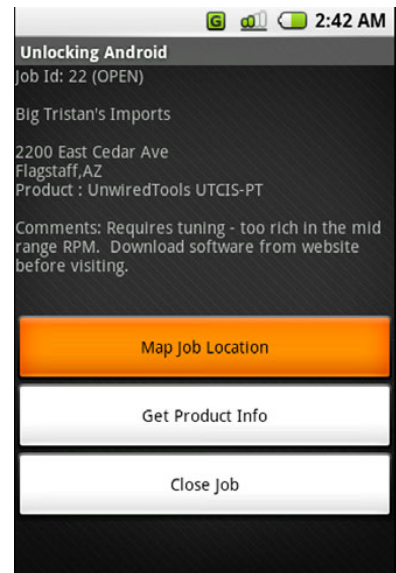 G 2:42 AM
Unlocking Android
Job Id: 22 (OPEN)
Big Tristan's Imports
2200 East Cedar Ave
Flagstaff,AZ
Product : UnwiredTools UTCIS-PT
Comments: Requires tuning - too rich in the mid
range RPM.  Download software from website
before visiting.
Map Job Location
Get Product Info
Close Job